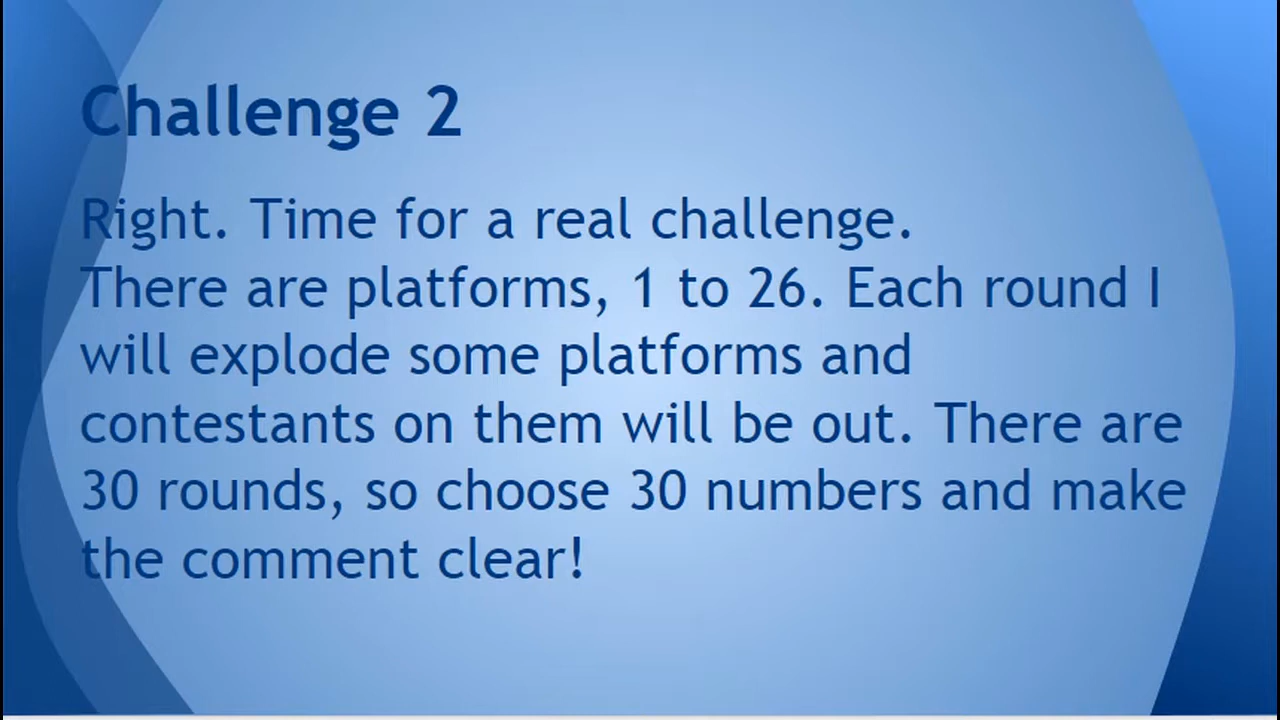 Challenge 2
Right. Time for a real challenge.
There are platforms, 1 to 26. Each round I
will explode some platforms and
contestants on them will be out. There are
30 rounds, so choose 30 numbers and make
the comment clear!